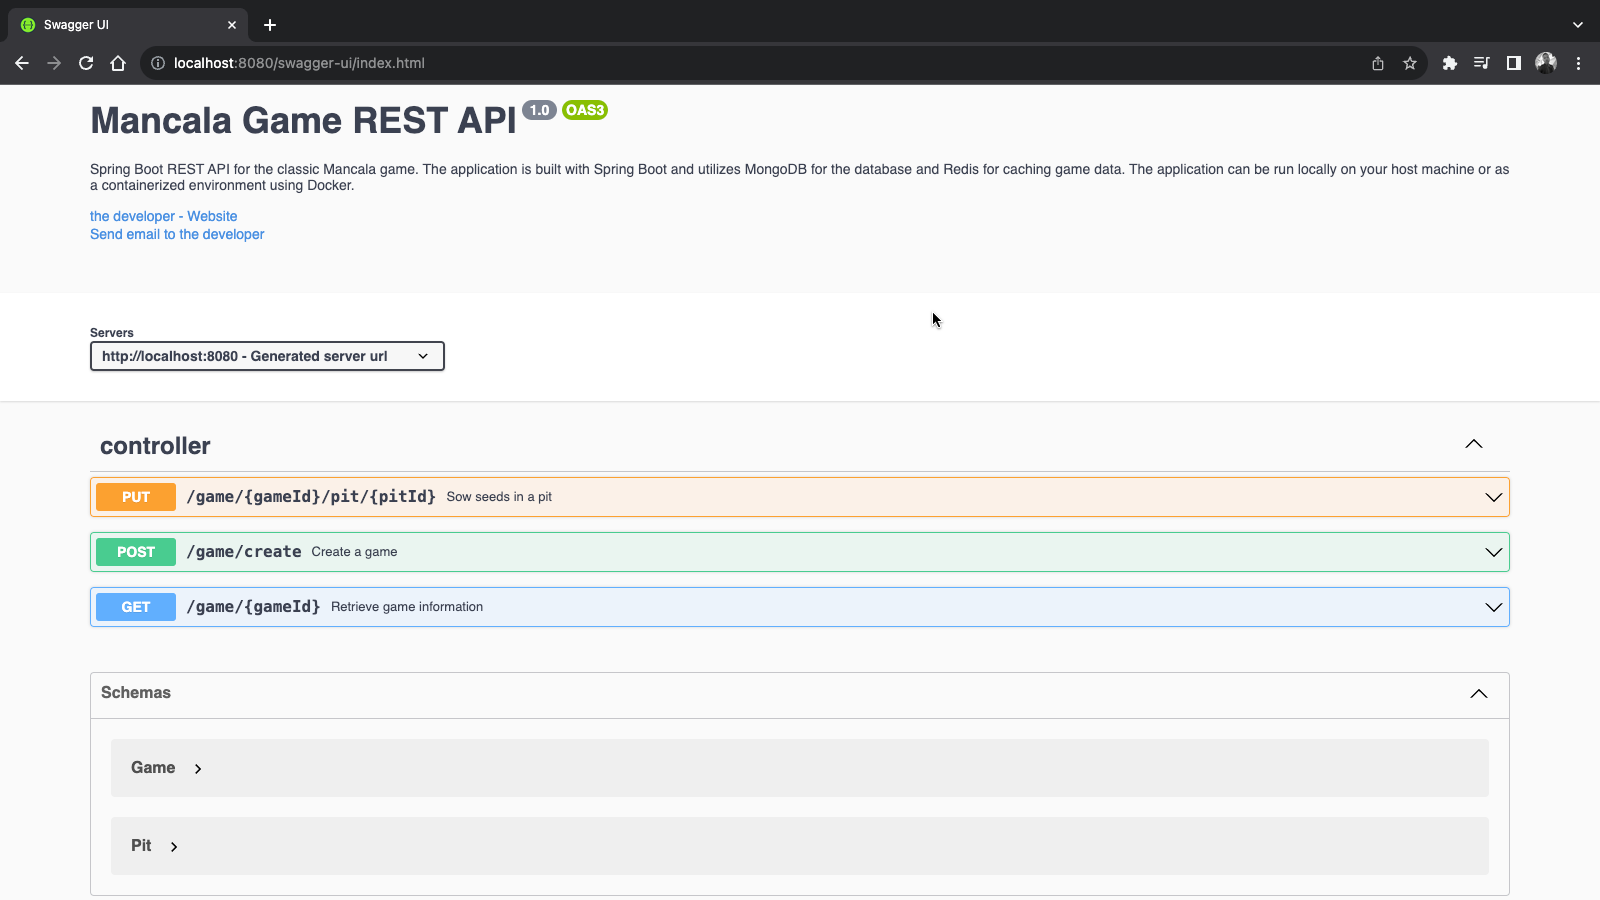 Swagger UI
localhost:8080/swagger-ui/index.html
Mancala Game REST API 1.0 OAS3
Spring Boot REST API for the classic Mancala game. The application is built with Spring Boot and utilizes MongoDB for the database and Redis for caching game data. The application can be run locally on your host machine or as
a containerized environment using Docker.
the developer - Website
Send email to the developer
Servers
http://localhost:8080 - Generated server url
controller
PUT /game/{gameId}/pit/{pitId} Sow seeds in a pit
POST /game/create Create a game
GET /game/{gameId} Retrieve game information
Schemas
Game
Pit